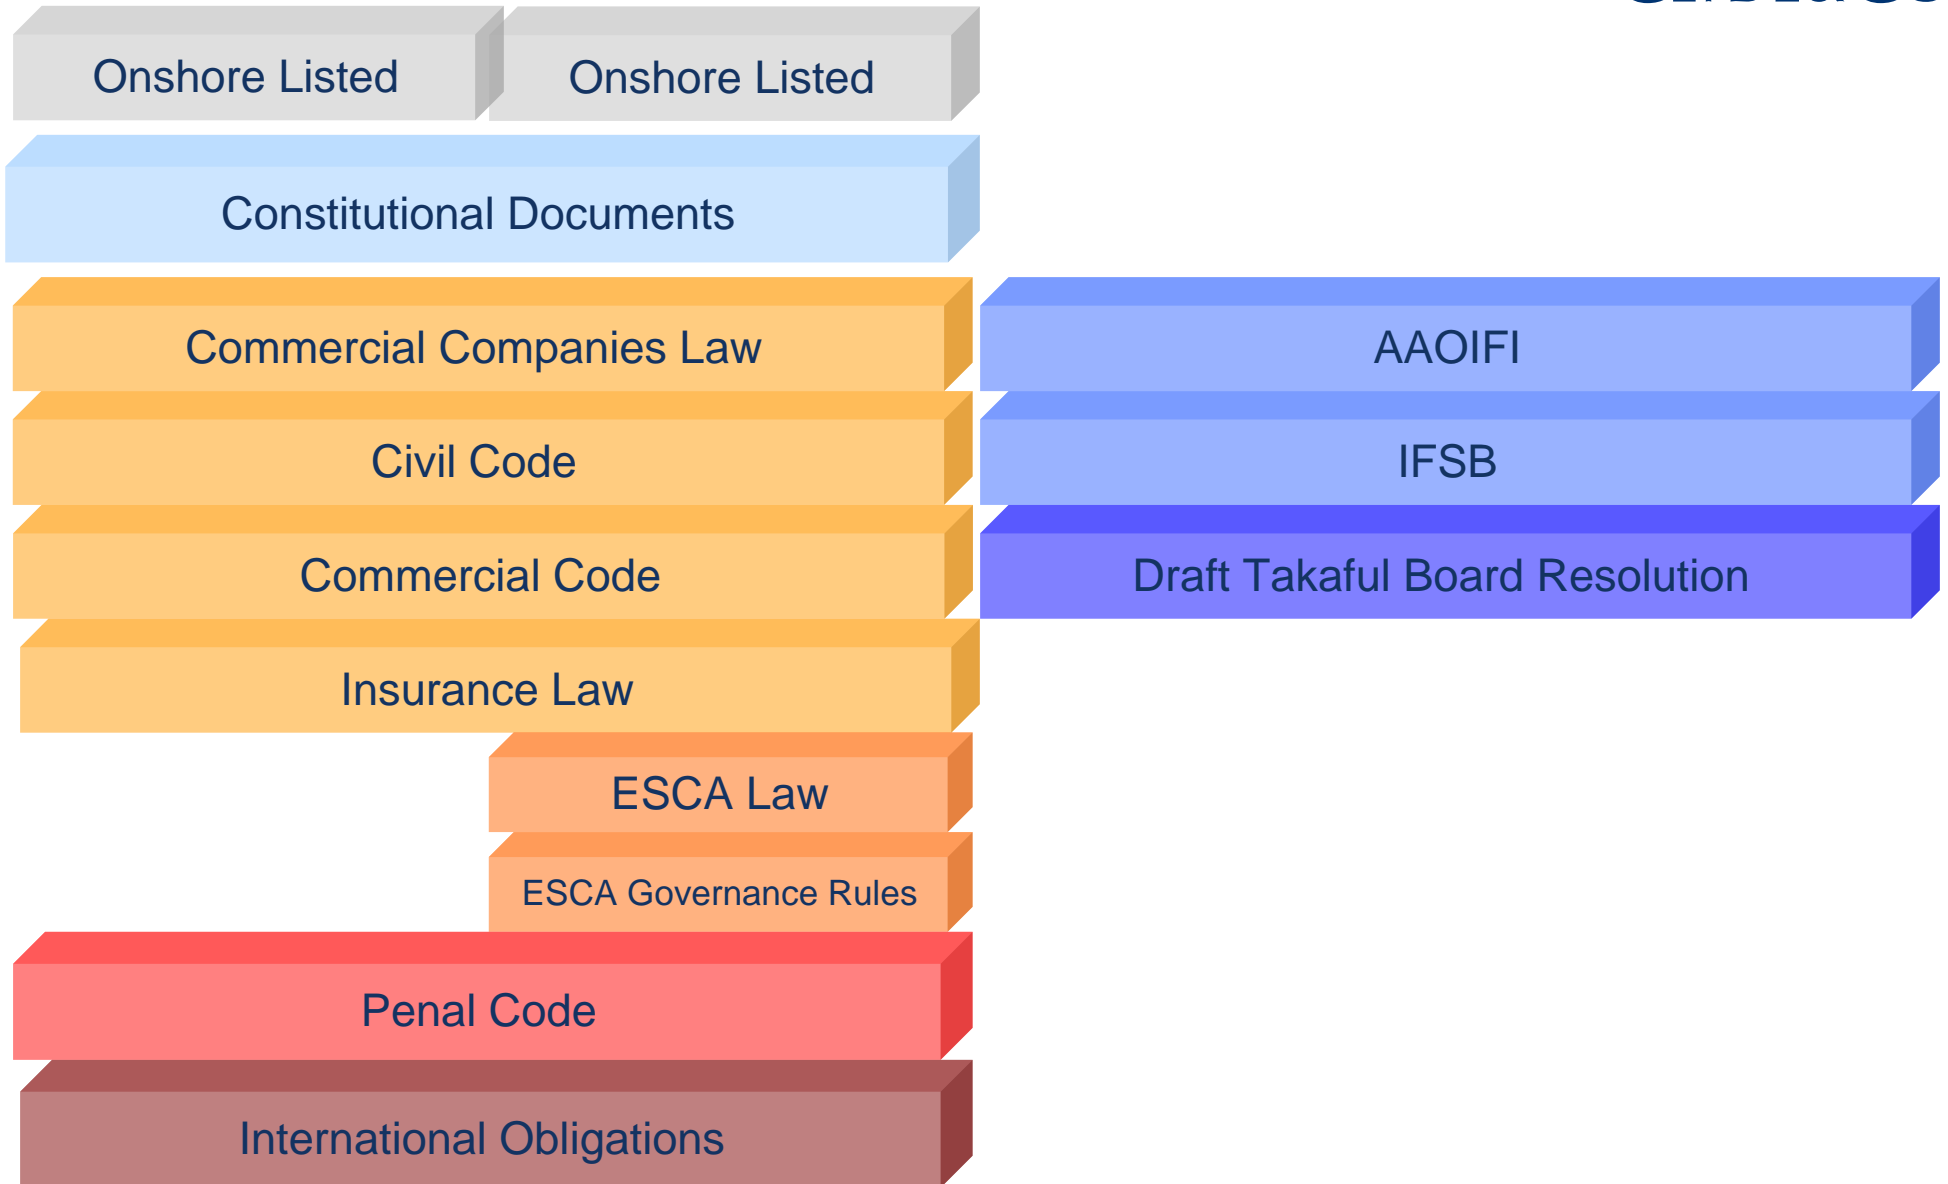 Onshore Listed
Onshore Listed
Constitutional Documents
Commercial Companies Law
AAOIFI
Civil Code
IFSB
Commercial Code
Draft Takaful Board Resolution
Insurance Law
ESCA Law
ESCA Governance Rules
Penal Code
International Obligations